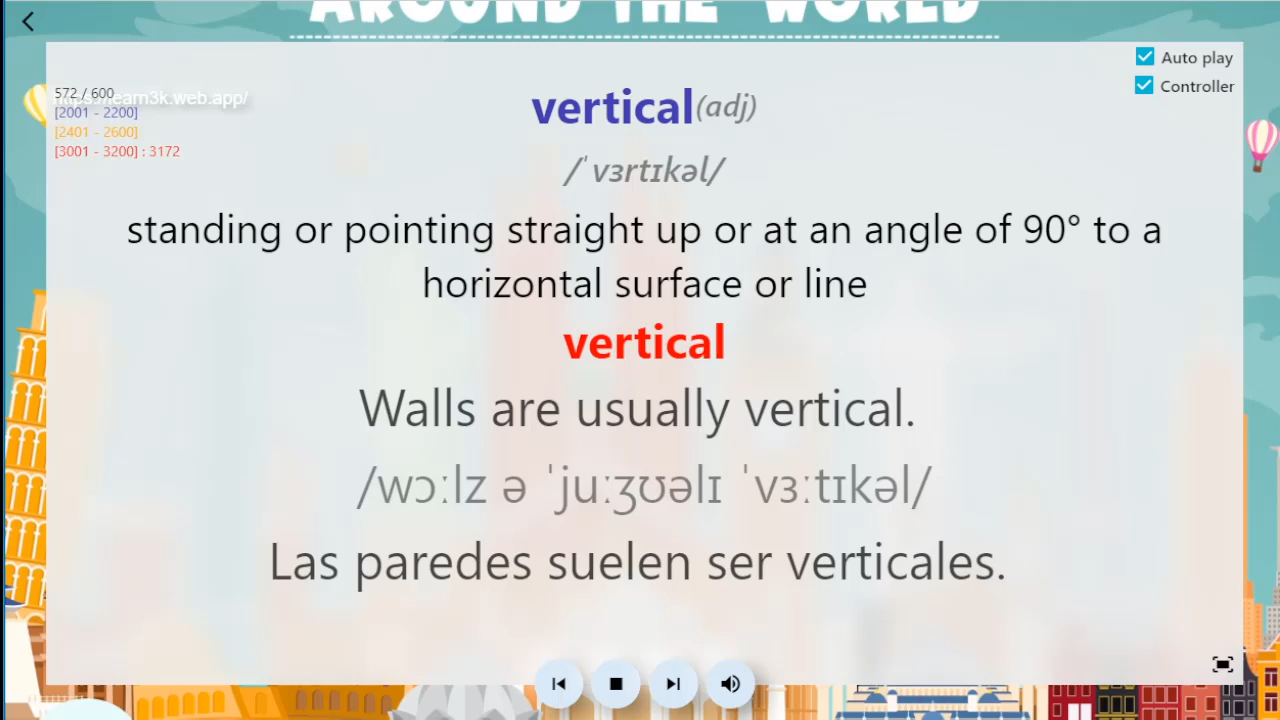 AROUND THE WORLD
Auto play
Controller
572 / 600
https://learn3k.web.app/
[2001 - 2200]
[2401 - 2600]
[3001 - 3200] : 3172
vertical(adj)
/ˈvɜrtɪkəl/
standing or pointing straight up or at an angle of 90° to a
horizontal surface or line
vertical
Walls are usually vertical.
/wɔːlz ə ˈjuːʒʊəlɪ ˈvɜːtɪkəl/
Las paredes suelen ser verticales.